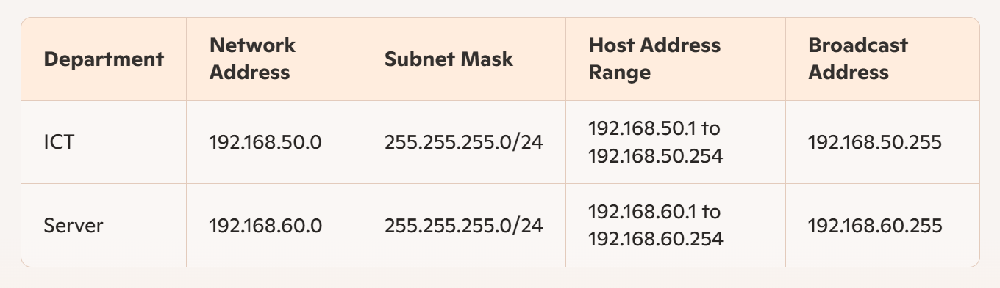 Department
Network
Address
Subnet Mask
Host Address
Range
Broadcast
Address
ICT
192.168.50.0
255.255.255.0/24
192.168.50.1 to
192.168.50.254
192.168.50.255
Server
192.168.60.0
255.255.255.0/24
192.168.60.1 to
192.168.60.254
192.168.60.255